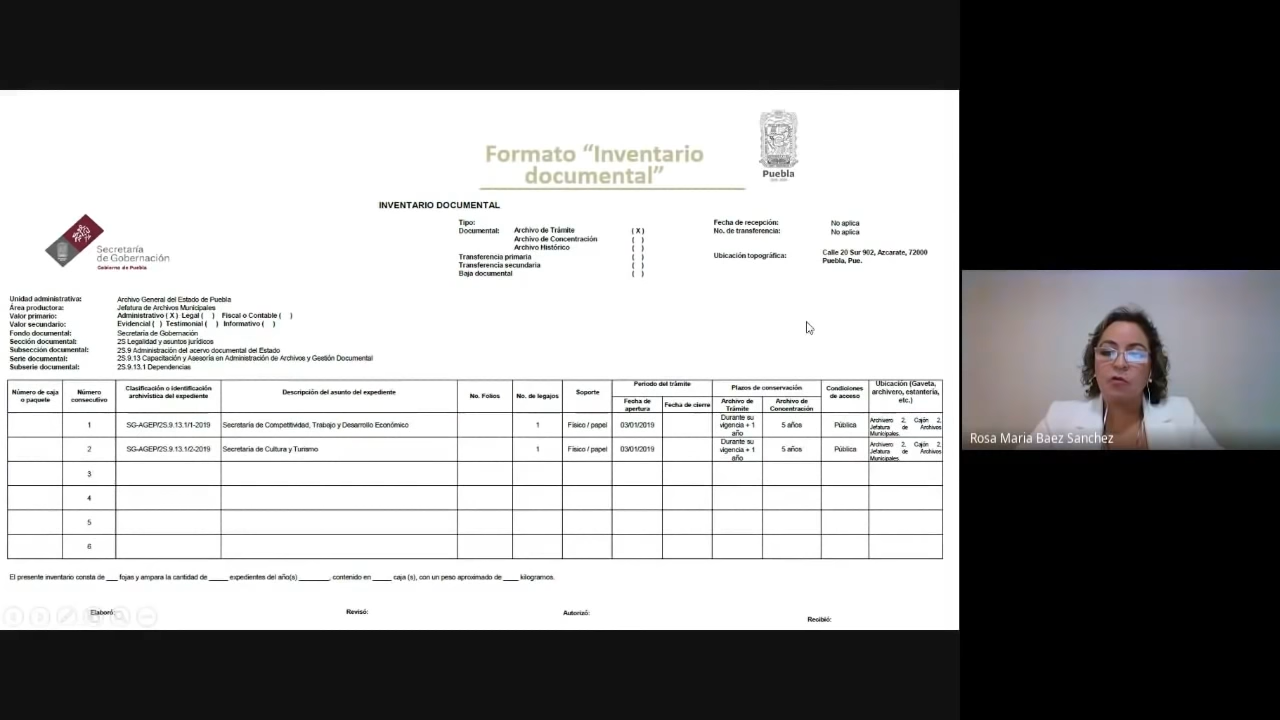 Formato “Inventario
documental”
Puebla
INVENTARIO DOCUMENTAL
Secretaría
de Gobernación
Gobierno de Puebla
Tipo:
Documental: Archivo de Trámite ( X )
Archivo de Concentración ( )
Archivo Histórico ( )
Transferencia primaria ( )
Transferencia secundaria ( )
Baja documental ( )
Fecha de recepción: No aplica
No. de transferencia: No aplica
Ubicación topográfica: Calle 20 Sur 902, Azcarate, 72000
Puebla, Pue.
Unidad administrativa: Archivo General del Estado de Puebla
Área productora: Jefatura de Archivos Municipales
Valor primario: Administrativo ( X ) Legal ( ) Fiscal o Contable ( )
Valor secundario: Evidencial ( ) Testimonial ( ) Informativo ( )
Fondo documental: Secretaría de Gobernación
Sección documental: 2S Legalidad y asuntos jurídicos
Subsección documental: 2S.9 Administración del acervo documental del Estado
Serie documental: 2S.9.13 Capacitación y Asesoría en Administración de Archivos y Gestión Documental
Subserie documental: 2S.9.13.1 Dependencias
Número de caja o paquete Número consecutivo Clasificación o identificación archivística del expediente Descripción del asunto del expediente No. Folios No. de legajos Soporte Periodo del trámite Plazos de conservación Condiciones de acceso Ubicación (Gaveta, archivero, estantería, etc.)
Fecha de apertura Fecha de cierre Archivo de Trámite Archivo de Concentración
1 SG-AGEP/2S.9.13.1/1-2019 Secretaría de Competitividad, Trabajo y Desarrollo Económico 1 Físico / papel 03/01/2019 Durante su vigencia + 1 año 5 años Pública Archivero 2, Cajón 2, Jefatura de Archivos Municipales.
2 SG-AGEP/2S.9.13.1/2-2019 Secretaría de Cultura y Turismo 1 Físico / papel 03/01/2019 Durante su vigencia + 1 año 5 años Pública Archivero 2, Cajón 2, Jefatura de Archivos Municipales.
3
4
5
6
El presente inventario consta de ___ fojas y ampara la cantidad de _____ expedientes del año(s) ________, contenido en _____ caja (s), con un peso aproximado de ____ kilogramos.
Elaboró: Revisó: Autorizó: Recibió:
Rosa Maria Baez Sanchez